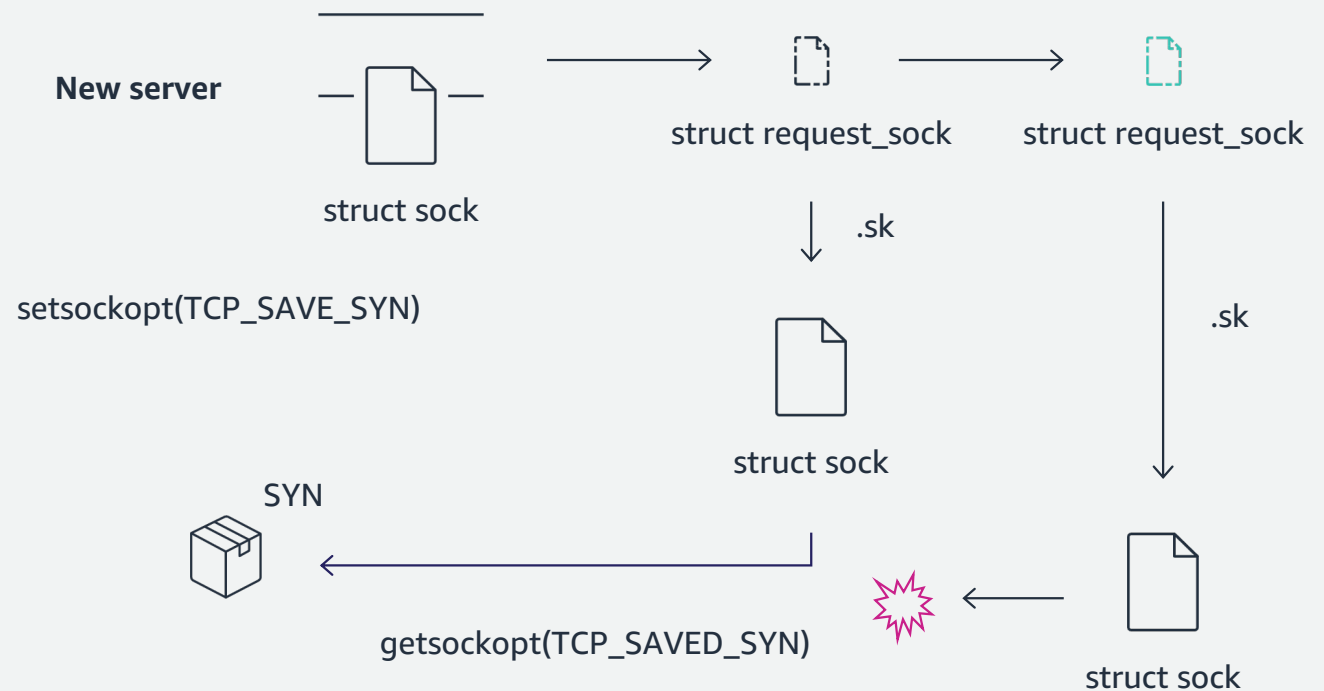 New server
struct sock
struct request_sock
struct request_sock
.sk
.sk
setsockopt(TCP_SAVE_SYN)
struct sock
SYN
getsockopt(TCP_SAVED_SYN)
struct sock